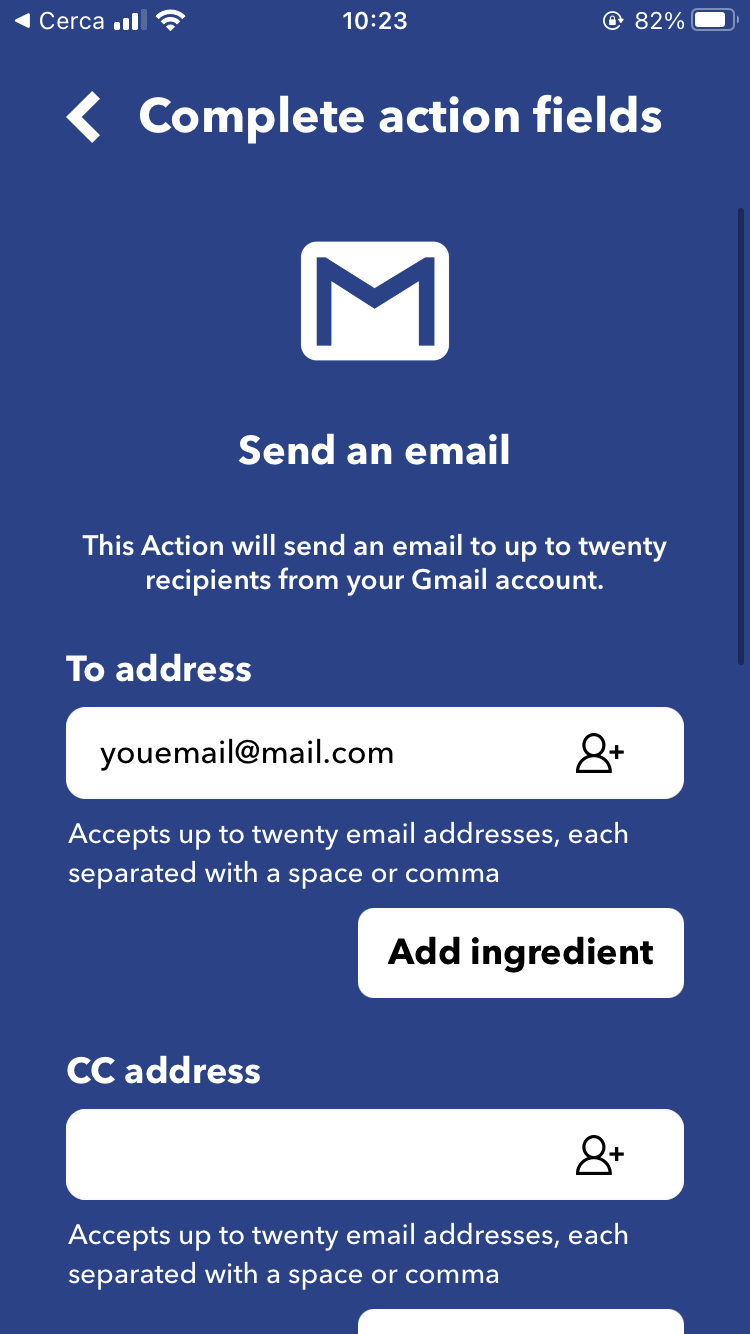 Cerca 10:23 82%
Complete action fields
Send an email
This Action will send an email to up to twenty
recipients from your Gmail account.
To address
youemail@mail.com
Accepts up to twenty email addresses, each
separated with a space or comma
Add ingredient
CC address
Accepts up to twenty email addresses, each
separated with a space or comma